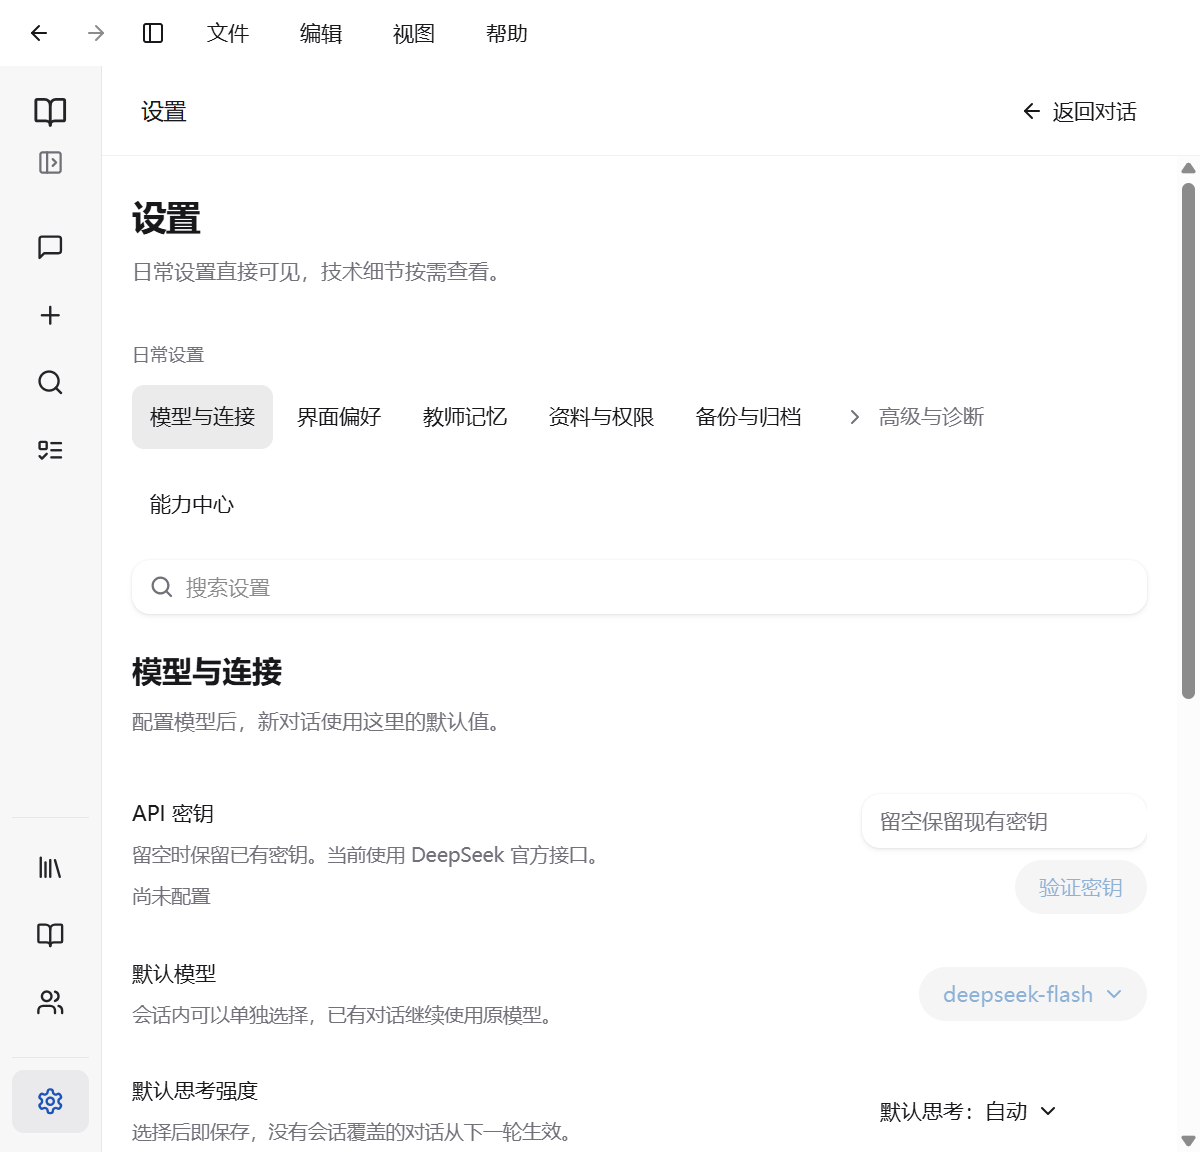 文件 编辑 视图 帮助
设置 返回对话
设置
日常设置直接可见，技术细节按需查看。
日常设置
模型与连接 界面偏好 教师记忆 资料与权限 备份与归档 高级与诊断
能力中心
搜索设置
模型与连接
配置模型后，新对话使用这里的默认值。
API 密钥
留空保留现有密钥
留空时保留已有密钥。当前使用 DeepSeek 官方接口。
尚未配置
验证密钥
默认模型
deepseek-flash
会话内可以单独选择，已有对话继续使用原模型。
默认思考强度
默认思考：自动
选择后即保存，没有会话覆盖的对话从下一轮生效。